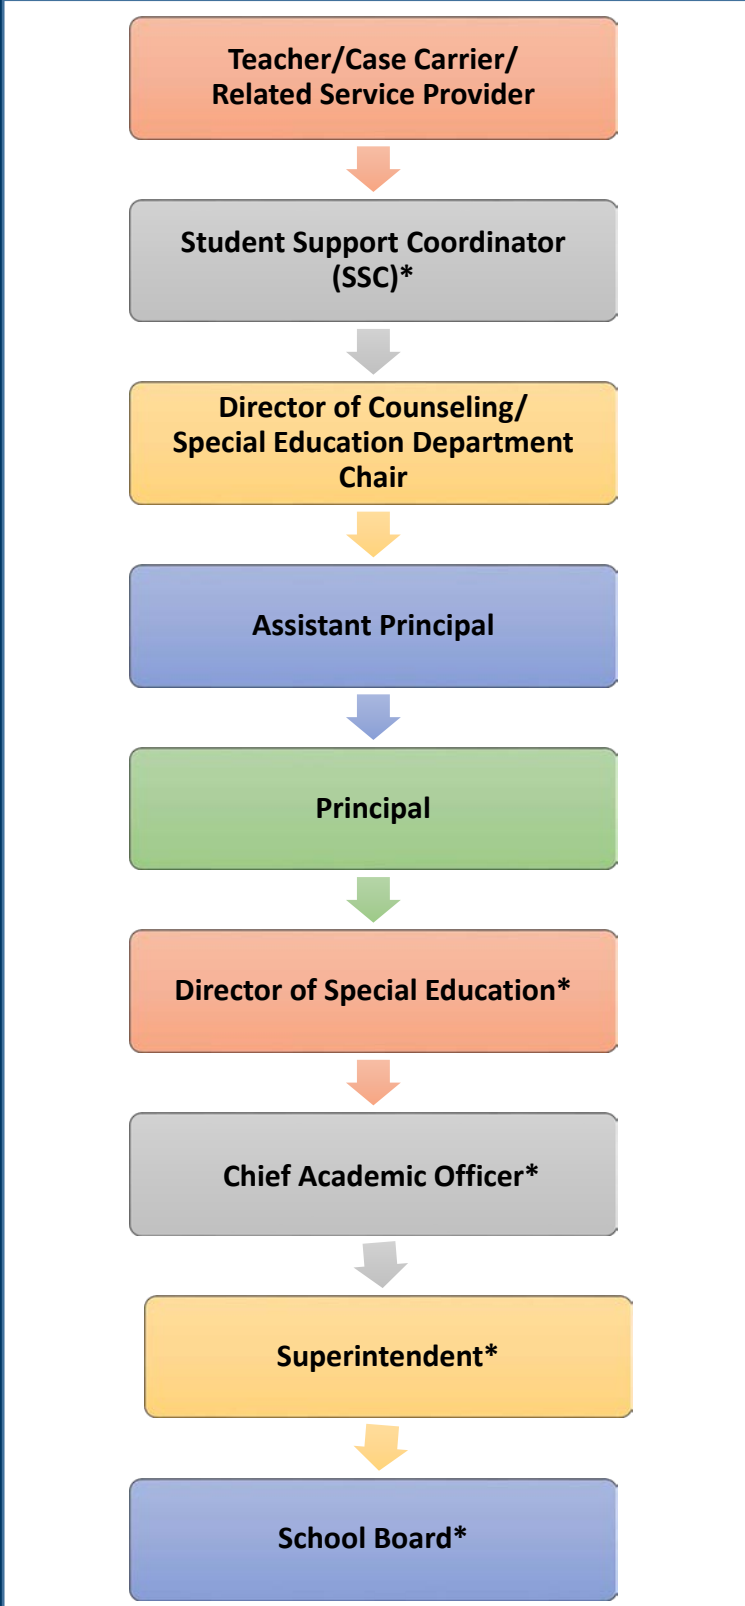 Teacher/Case Carrier/
Related Service Provider
Student Support Coordinator
(SSC)*
Director of Counseling/
Special Education Department
Chair
Assistant Principal
Principal
Director of Special Education*
Chief Academic Officer*
Superintendent*
School Board*